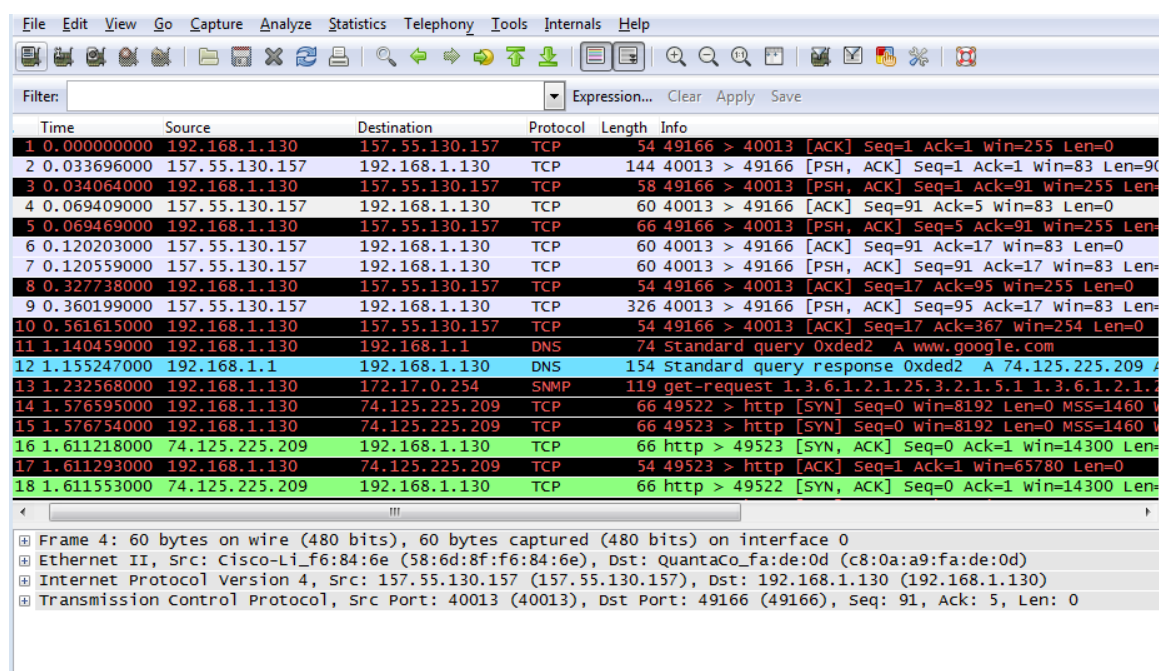 File Edit View Go Capture Analyze Statistics Telephony Tools Internals Help
Filter: Expression... Clear Apply Save
Time Source Destination Protocol Length Info
1 0.000000000 192.168.1.130 157.55.130.157 TCP 54 49166 > 40013 [ACK] Seq=1 Ack=1 Win=255 Len=0
2 0.033696000 157.55.130.157 192.168.1.130 TCP 144 40013 > 49166 [PSH, ACK] Seq=1 Ack=1 Win=83 Len=90
3 0.034064000 192.168.1.130 157.55.130.157 TCP 58 49166 > 40013 [PSH, ACK] Seq=1 Ack=91 Win=255 Len=
4 0.069409000 157.55.130.157 192.168.1.130 TCP 60 40013 > 49166 [ACK] Seq=91 Ack=5 Win=83 Len=0
5 0.069469000 192.168.1.130 157.55.130.157 TCP 66 49166 > 40013 [PSH, ACK] Seq=5 Ack=91 Win=255 Len=
6 0.120203000 157.55.130.157 192.168.1.130 TCP 60 40013 > 49166 [ACK] Seq=91 Ack=17 Win=83 Len=0
7 0.120559000 157.55.130.157 192.168.1.130 TCP 60 40013 > 49166 [PSH, ACK] Seq=91 Ack=17 Win=83 Len=
8 0.327738000 192.168.1.130 157.55.130.157 TCP 54 49166 > 40013 [ACK] Seq=17 Ack=95 Win=255 Len=0
9 0.360199000 157.55.130.157 192.168.1.130 TCP 326 40013 > 49166 [PSH, ACK] Seq=95 Ack=17 Win=83 Len=
10 0.561615000 192.168.1.130 157.55.130.157 TCP 54 49166 > 40013 [ACK] Seq=17 Ack=367 Win=254 Len=0
11 1.140459000 192.168.1.130 192.168.1.1 DNS 74 Standard query 0xded2 A www.google.com
12 1.155247000 192.168.1.1 192.168.1.130 DNS 154 Standard query response 0xded2 A 74.125.225.209 A
13 1.232568000 192.168.1.130 172.17.0.254 SNMP 119 get-request 1.3.6.1.2.1.25.3.2.1.5.1 1.3.6.1.2.1.2
14 1.576595000 192.168.1.130 74.125.225.209 TCP 66 49522 > http [SYN] Seq=0 Win=8192 Len=0 MSS=1460 W
15 1.576754000 192.168.1.130 74.125.225.209 TCP 66 49523 > http [SYN] Seq=0 Win=8192 Len=0 MSS=1460 W
16 1.611218000 74.125.225.209 192.168.1.130 TCP 66 http > 49523 [SYN, ACK] Seq=0 Ack=1 Win=14300 Len=
17 1.611293000 192.168.1.130 74.125.225.209 TCP 54 49523 > http [ACK] Seq=1 Ack=1 Win=65780 Len=0
18 1.611553000 74.125.225.209 192.168.1.130 TCP 66 http > 49522 [SYN, ACK] Seq=0 Ack=1 Win=14300 Len=
Frame 4: 60 bytes on wire (480 bits), 60 bytes captured (480 bits) on interface 0
Ethernet II, Src: Cisco-Li_f6:84:6e (58:6d:8f:f6:84:6e), Dst: QuantaCo_fa:de:0d (c8:0a:a9:fa:de:0d)
Internet Protocol Version 4, Src: 157.55.130.157 (157.55.130.157), Dst: 192.168.1.130 (192.168.1.130)
Transmission Control Protocol, Src Port: 40013 (40013), Dst Port: 49166 (49166), Seq: 91, Ack: 5, Len: 0